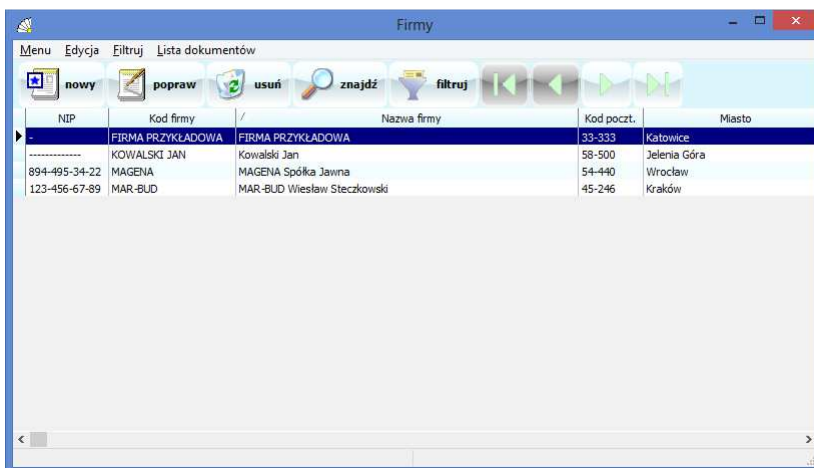 Firmy
Menu Edycja Filtruj Lista dokumentów
nowy popraw usuń znajdź filtruj
NIP Kod firmy / Nazwa firmy Kod poczt. Miasto
- FIRMA PRZYKŁADOWA FIRMA PRZYKŁADOWA 33-333 Katowice
------------- KOWALSKI JAN Kowalski Jan 58-500 Jelenia Góra
894-495-34-22 MAGENA MAGENA Spółka Jawna 54-440 Wrocław
123-456-67-89 MAR-BUD MAR-BUD Wiesław Steczkowski 45-246 Kraków